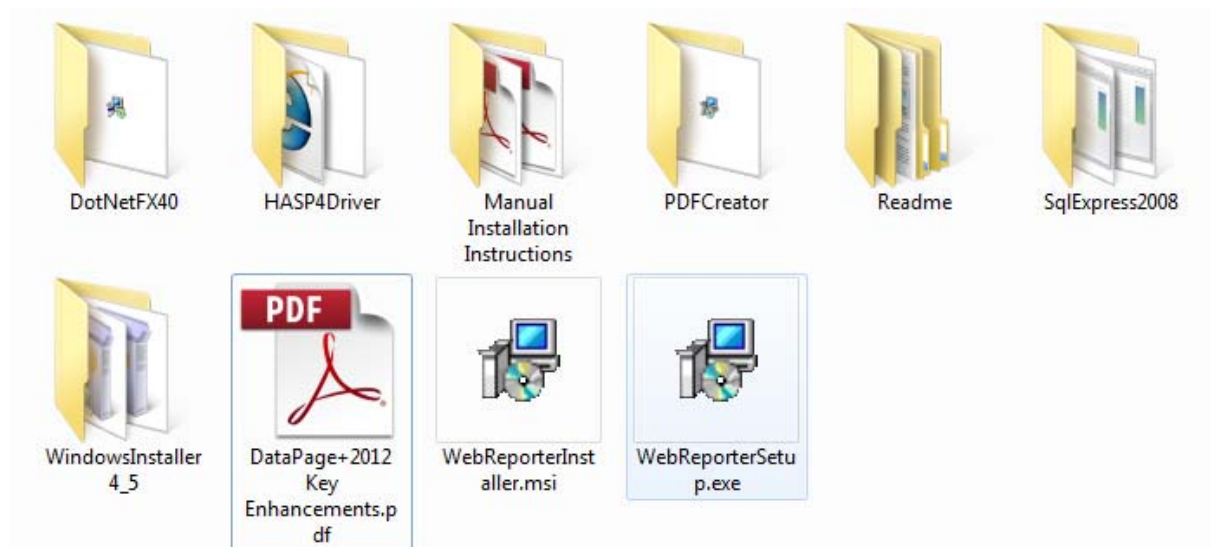 DotNetFX40
HASP4Driver
Manual
Installation
Instructions
PDFCreator
Readme
SqlExpress2008
WindowsInstaller
4_5
PDF
DataPage+2012
Key
Enhancements.p
df
WebReporterInst
aller.msi
WebReporterSetu
p.exe